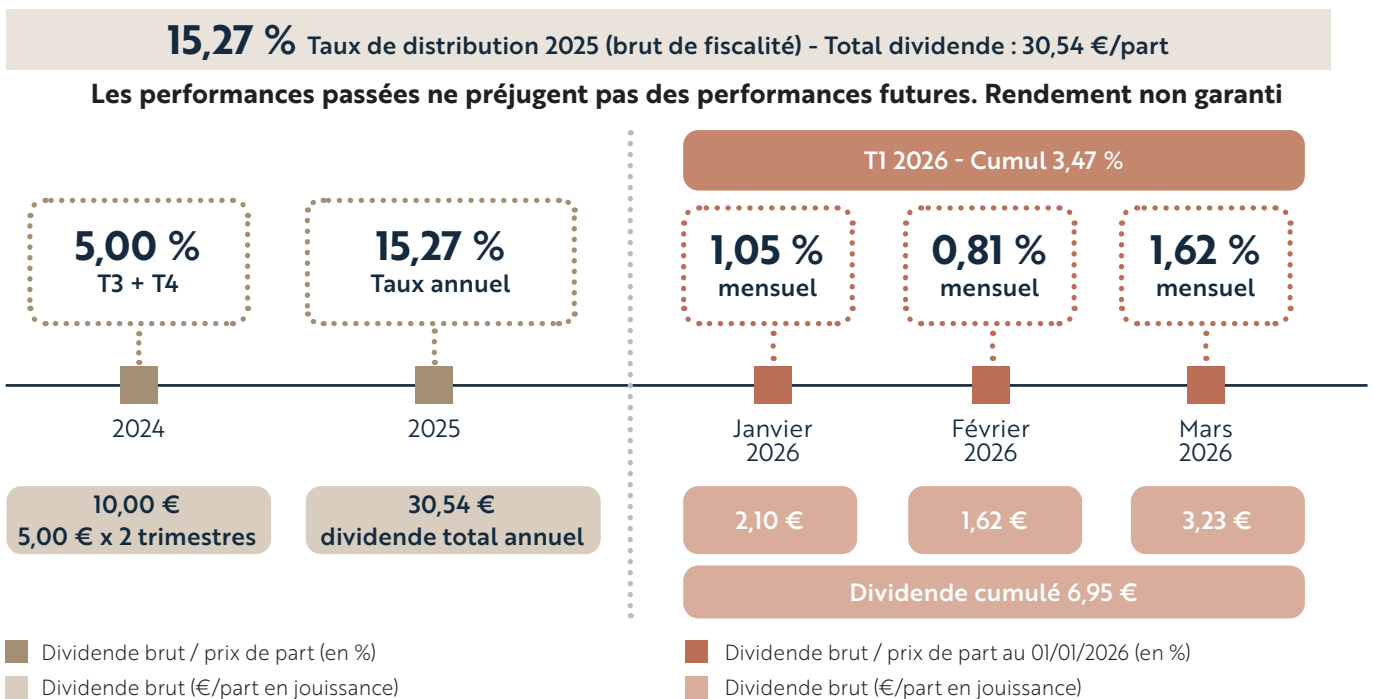 15,27 % Taux de distribution 2025 (brut de fiscalité) - Total dividende : 30,54 €/part
Les performances passées ne préjugent pas des performances futures. Rendement non garanti
T1 2026 - Cumul 3,47 %
5,00 %
T3 + T4
15,27 %
Taux annuel
1,05 %
mensuel
0,81 %
mensuel
1,62 %
mensuel
2024
2025
Janvier
2026
Février
2026
Mars
2026
10,00 €
5,00 € x 2 trimestres
30,54 €
dividende total annuel
2,10 €
1,62 €
3,23 €
Dividende cumulé 6,95 €
Dividende brut / prix de part (en %)
Dividende brut (€/part en jouissance)
Dividende brut / prix de part au 01/01/2026 (en %)
Dividende brut (€/part en jouissance)